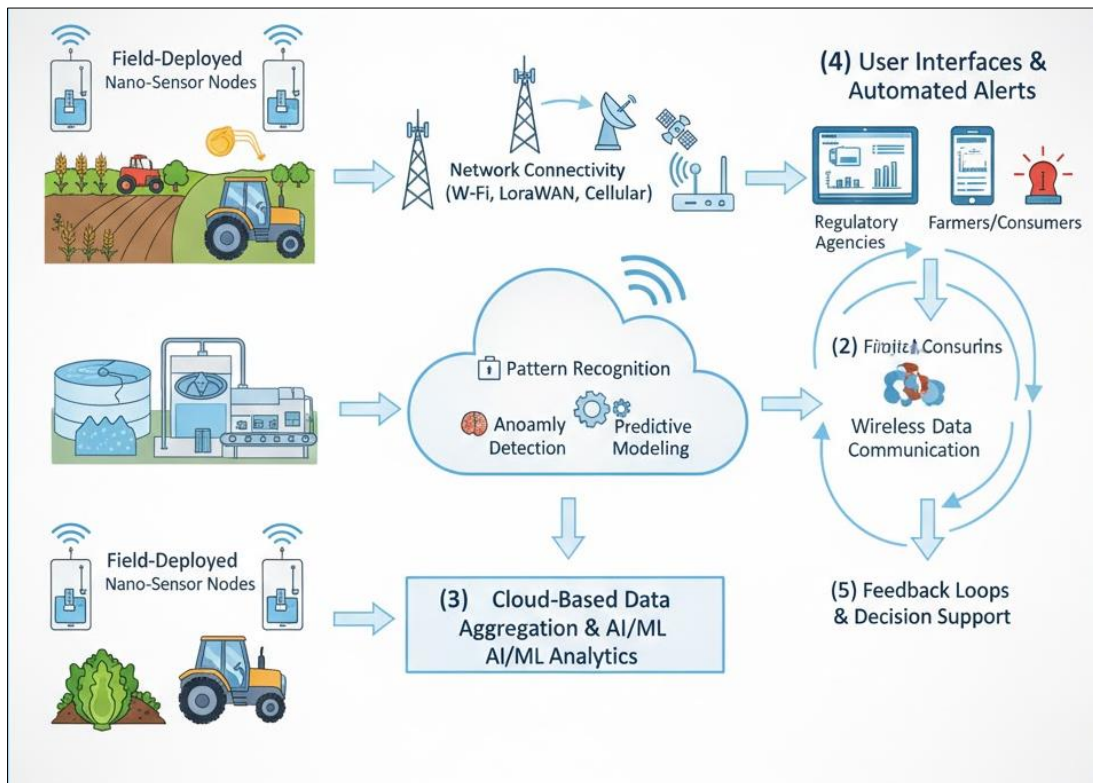 Field-Deployed
Nano-Sensor Nodes
Network Connectivity
(W-Fi, LoraWAN, Cellular)
(4) User Interfaces &
Automated Alerts
Regulatory
Agencies
Farmers/Consumers
Pattern Recognition
Anoamly
Detection
Predictive
Modeling
(2)
Wireless Data
Communication
Field-Deployed
Nano-Sensor Nodes
(3) Cloud-Based Data
Aggregation & AI/ML
AI/ML Analytics
(5) Feedback Loops
& Decision Support